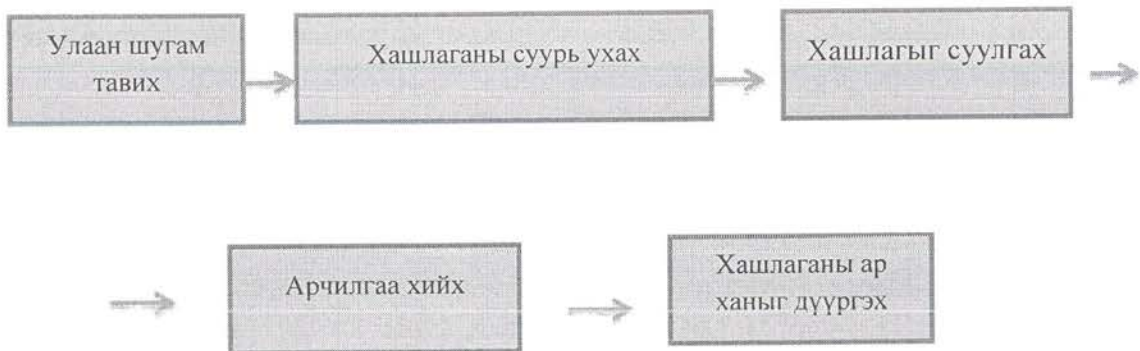 Улаан шугам
тавих
Хашлаганы суурь ухах
Хашлагыг суулгах
Арчилгаа хийх
Хашлаганы ар
ханыг дүүргэх